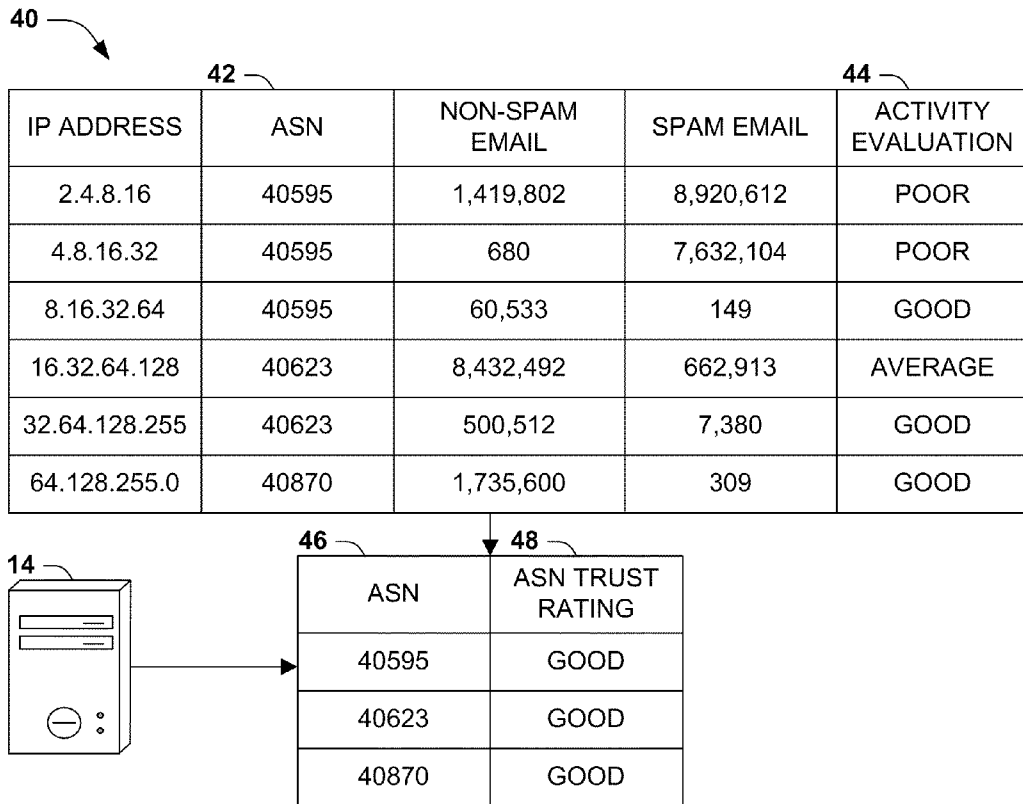 40
42
44
IP ADDRESS ASN NON-SPAM EMAIL SPAM EMAIL ACTIVITY EVALUATION
2.4.8.16 40595 1,419,802 8,920,612 POOR
4.8.16.32 40595 680 7,632,104 POOR
8.16.32.64 40595 60,533 149 GOOD
16.32.64.128 40623 8,432,492 662,913 AVERAGE
32.64.128.255 40623 500,512 7,380 GOOD
64.128.255.0 40870 1,735,600 309 GOOD
14
46
48
ASN ASN TRUST RATING
40595 GOOD
40623 GOOD
40870 GOOD